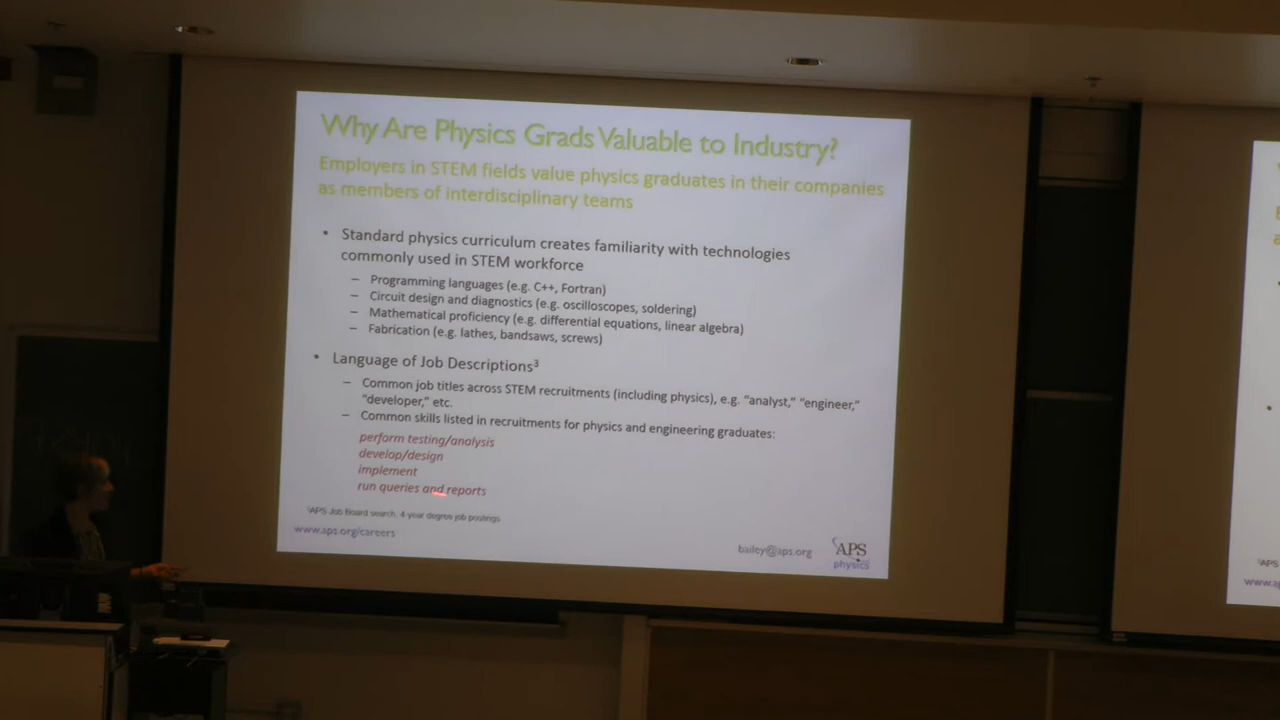 Why Are Physics Grads Valuable to Industry?
Employers in STEM fields value physics graduates in their companies
as members of interdisciplinary teams
• Standard physics curriculum creates familiarity with technologies
commonly used in STEM workforce
– Programming languages (e.g. C++, Fortran)
– Circuit design and diagnostics (e.g. oscilloscopes, soldering)
– Mathematical proficiency (e.g. differential equations, linear algebra)
– Fabrication (e.g. lathes, bandsaws, screws)
• Language of Job Descriptions³
– Common job titles across STEM recruitments (including physics), e.g. "analyst," "engineer,"
"developer," etc.
– Common skills listed in recruitments for physics and engineering graduates:
perform testing/analysis
develop/design
implement
run queries and reports
³APS Job Board search; 4-year degree job postings
www.aps.org/careers
bailey@aps.org
APS
physics
APS